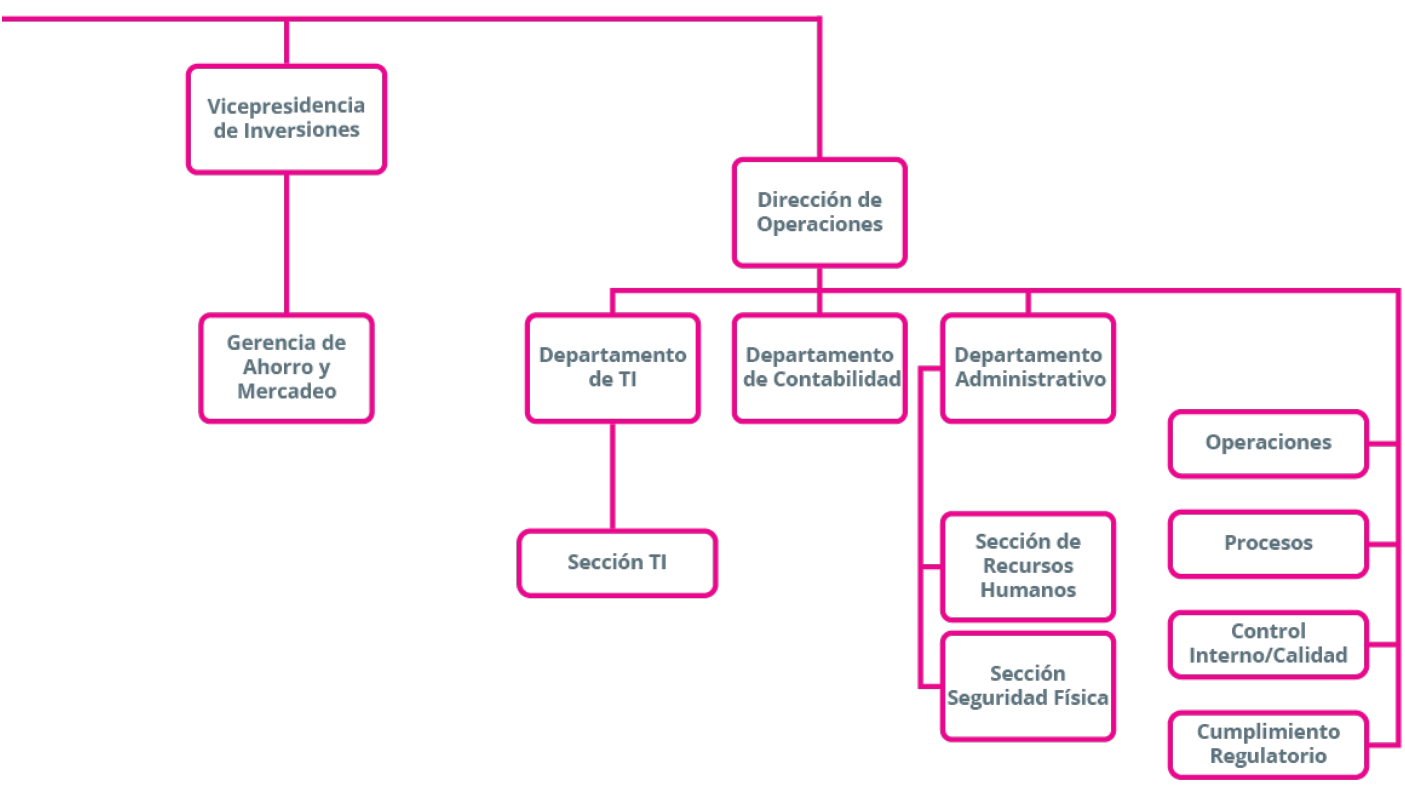 Vicepresidencia
de Inversiones
Dirección de
Operaciones
Gerencia de
Ahorro y
Mercadeo
Departamento
de TI
Departamento
de Contabilidad
Departamento
Administrativo
Operaciones
Sección TI
Sección de
Recursos
Humanos
Procesos
Control
Interno/Calidad
Sección
Seguridad Física
Cumplimiento
Regulatorio